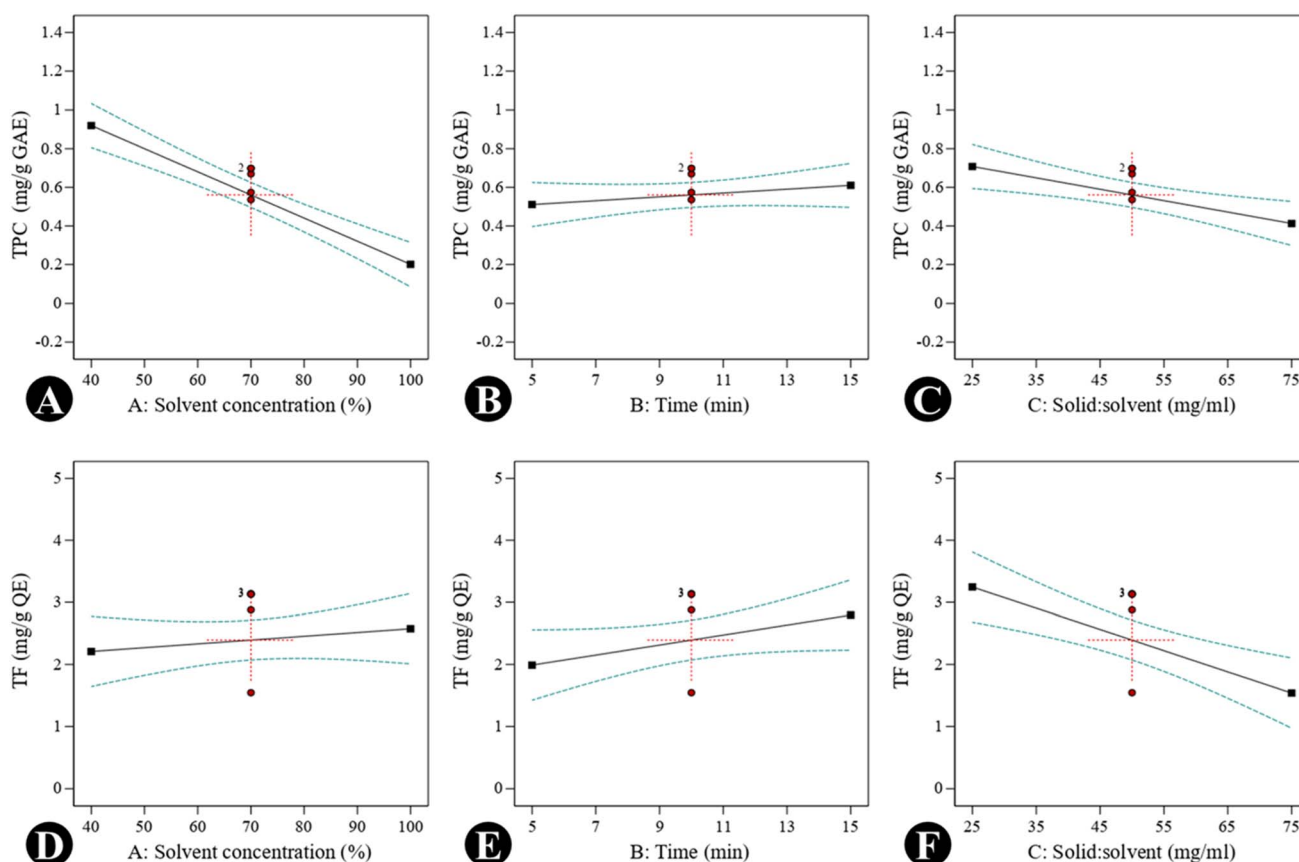 TPC (mg/g GAE)
1.4
1.2
1
0.8
0.6
0.4
0.2
0
-0.2
2
40 50 60 70 80 90 100
A: Solvent concentration (%)
A
TPC (mg/g GAE)
1.4
1.2
1
0.8
0.6
0.4
0.2
0
-0.2
2
5 7 9 11 13 15
B: Time (min)
B
TPC (mg/g GAE)
1.4
1.2
1
0.8
0.6
0.4
0.2
0
-0.2
2
25 35 45 55 65 75
C: Solid:solvent (mg/ml)
C
TF (mg/g QE)
5
4
3
2
1
0
3
40 50 60 70 80 90 100
A: Solvent concentration (%)
D
TF (mg/g QE)
5
4
3
2
1
0
3
5 7 9 11 13 15
B: Time (min)
E
TF (mg/g QE)
5
4
3
2
1
0
3
25 35 45 55 65 75
C: Solid:solvent (mg/ml)
F